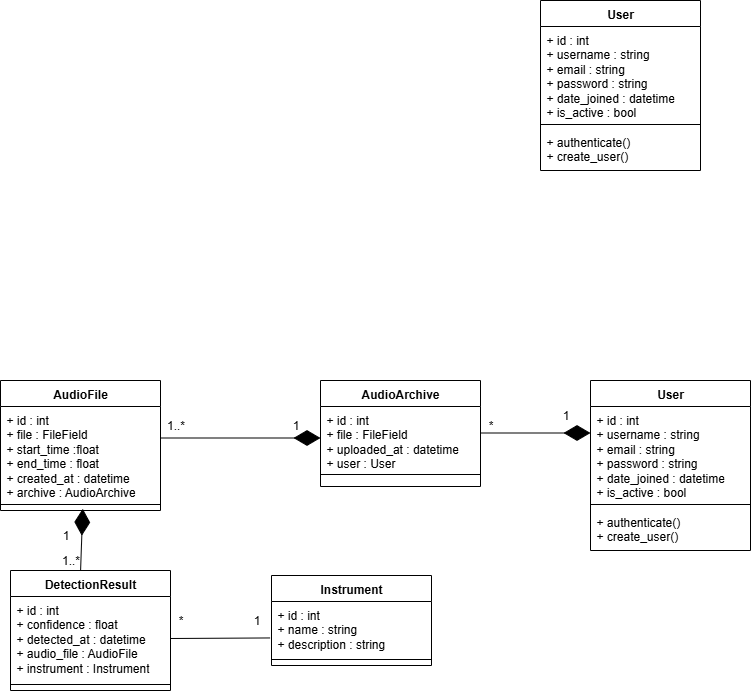 User
+ id : int
+ username : string
+ email : string
+ password : string
+ date_joined : datetime
+ is_active : bool
+ authenticate()
+ create_user()
AudioFile
+ id : int
+ file : FileField
+ start_time :float
+ end_time : float
+ created_at : datetime
+ archive : AudioArchive
1..*
1
AudioArchive
+ id : int
+ file : FileField
+ uploaded_at : datetime
+ user : User
*
1
User
+ id : int
+ username : string
+ email : string
+ password : string
+ date_joined : datetime
+ is_active : bool
+ authenticate()
+ create_user()
1
1..*
DetectionResult
+ id : int
+ confidence : float
+ detected_at : datetime
+ audio_file : AudioFile
+ instrument : Instrument
*
1
Instrument
+ id : int
+ name : string
+ description : string